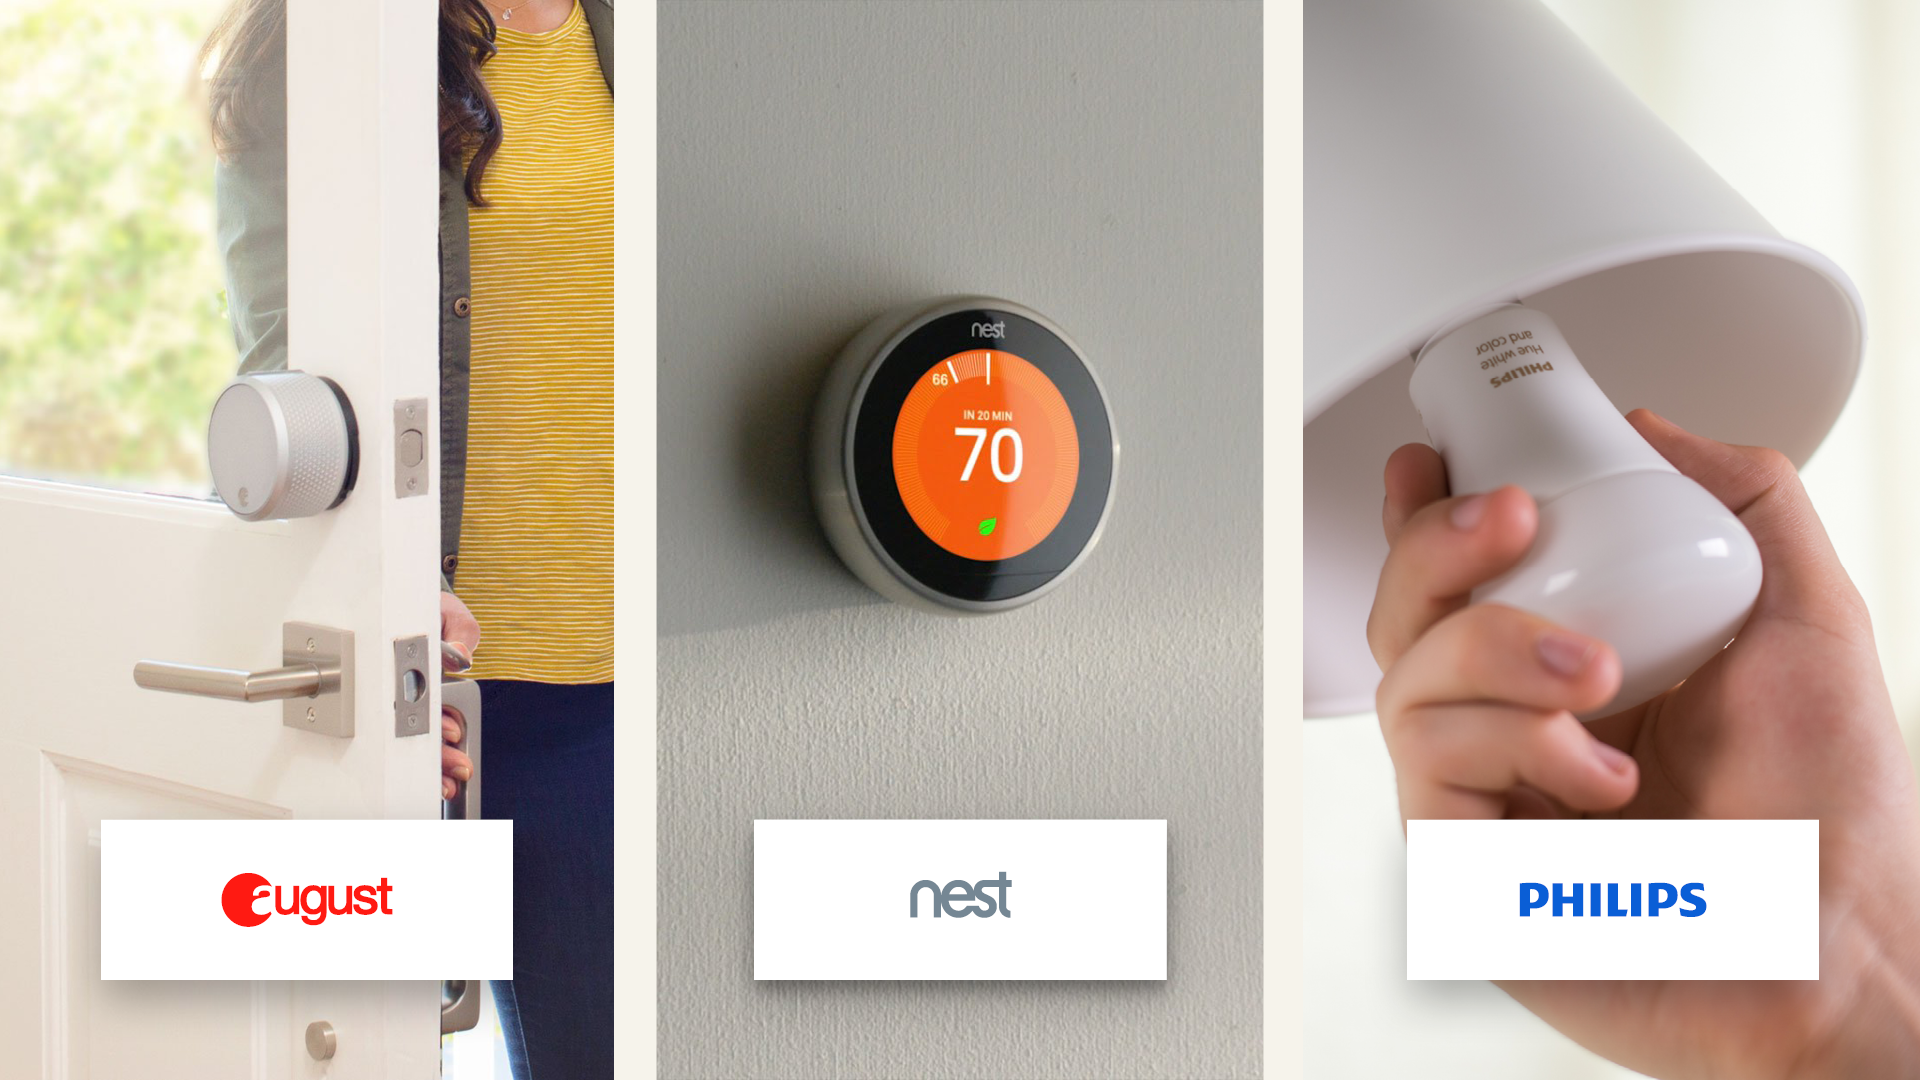 august
nest
66
IN 20 MIN
70
nest
PHILIPS
Hue white
and color
PHILIPS